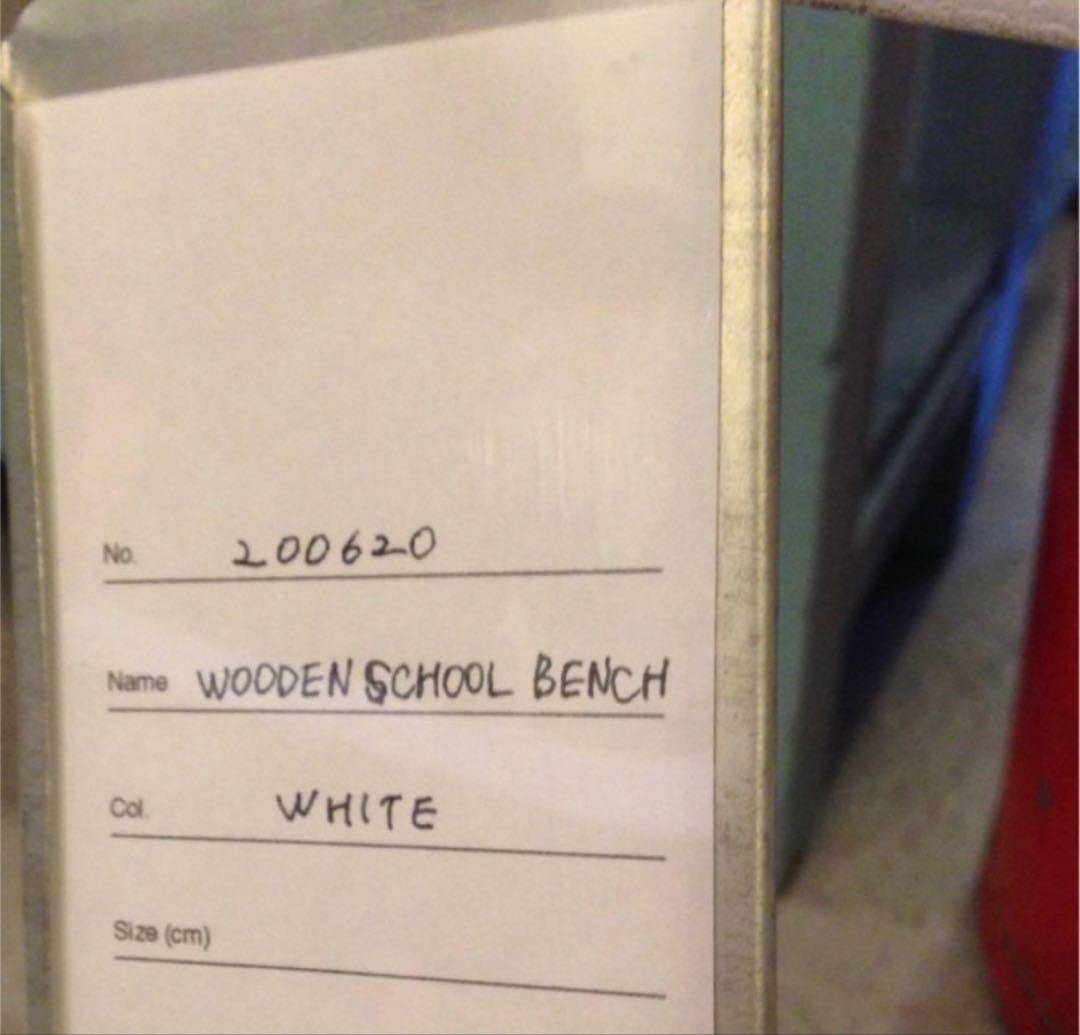 No. 200620
Name WOODEN SCHOOL BENCH
Col. WHITE
Size (cm)